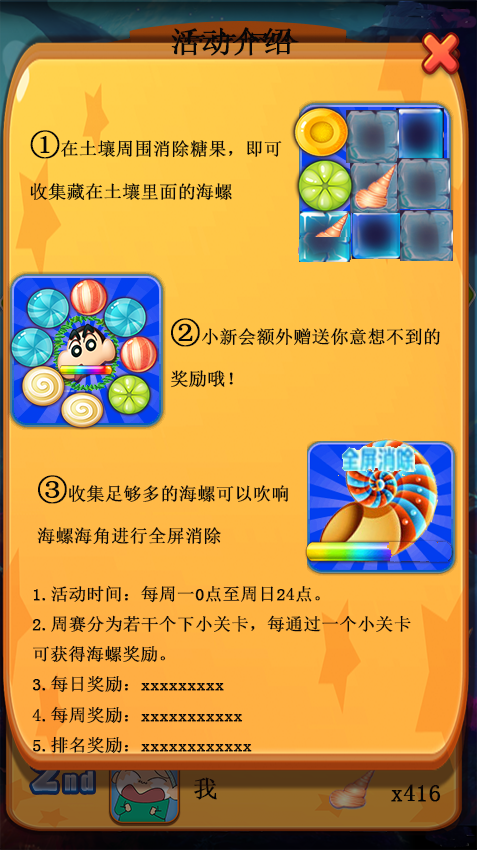 活动介绍
①在土壤周围消除糖果，即可
收集藏在土壤里面的海螺
②小新会额外赠送你意想不到的
奖励哦！
全屏消除
③收集足够多的海螺可以吹响
海螺海角进行全屏消除
1.活动时间：每周一0点至周日24点。
2.周赛分为若干个下小关卡，每通过一个小关卡
可获得海螺奖励。
3.每日奖励：xxxxxxxxx
4.每周奖励：xxxxxxxxxxx
5.排名奖励：xxxxxxxxxxxx
2nd 我 x416